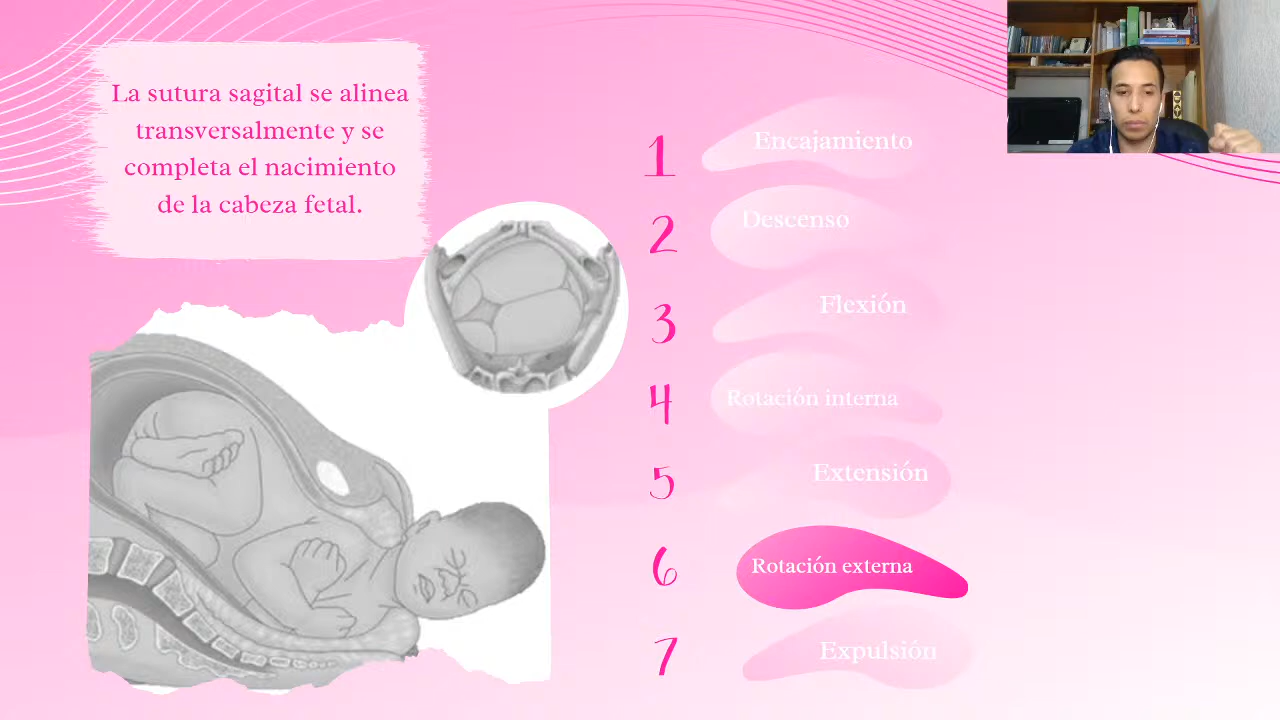 La sutura sagital se alinea
transversalmente y se
completa el nacimiento
de la cabeza fetal.
1 Encajamiento
2 Descenso
3 Flexión
4 Rotación interna
5 Extensión
6 Rotación externa
7 Expulsión